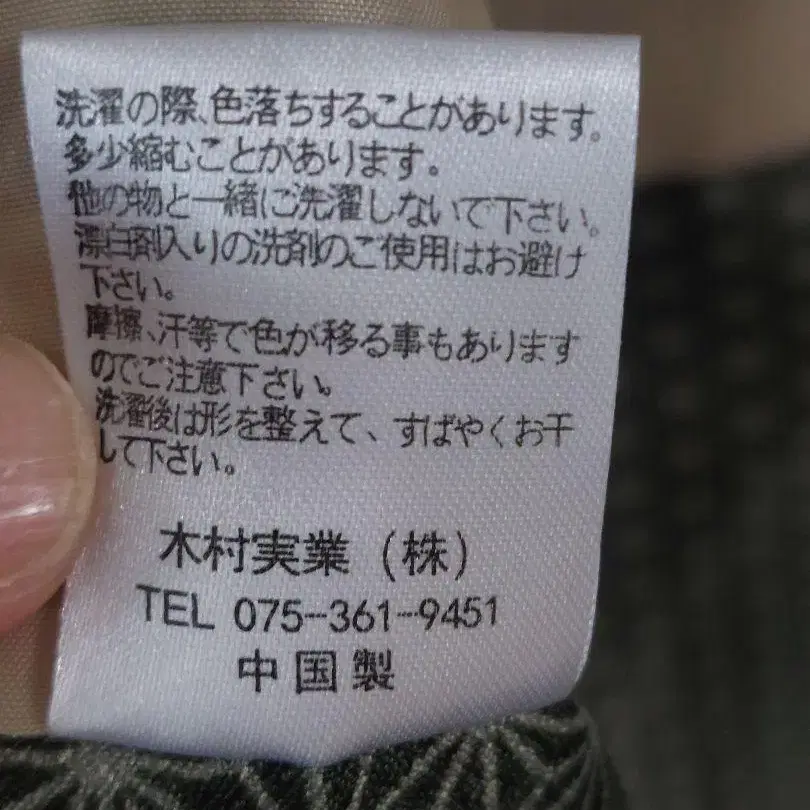 洗濯の際、色落ちすることがあります。
多少縮むことがあります。
他の物と一緒に洗濯しないで下さい。
漂白剤入りの洗剤のご使用はお避け
下さい。
摩擦、汗等で色が移る事もあります
のでご注意下さい。
洗濯後は形を整えて、すばやくお干
して下さい。
木村実業（株）
TEL 075-361-9451
中国製